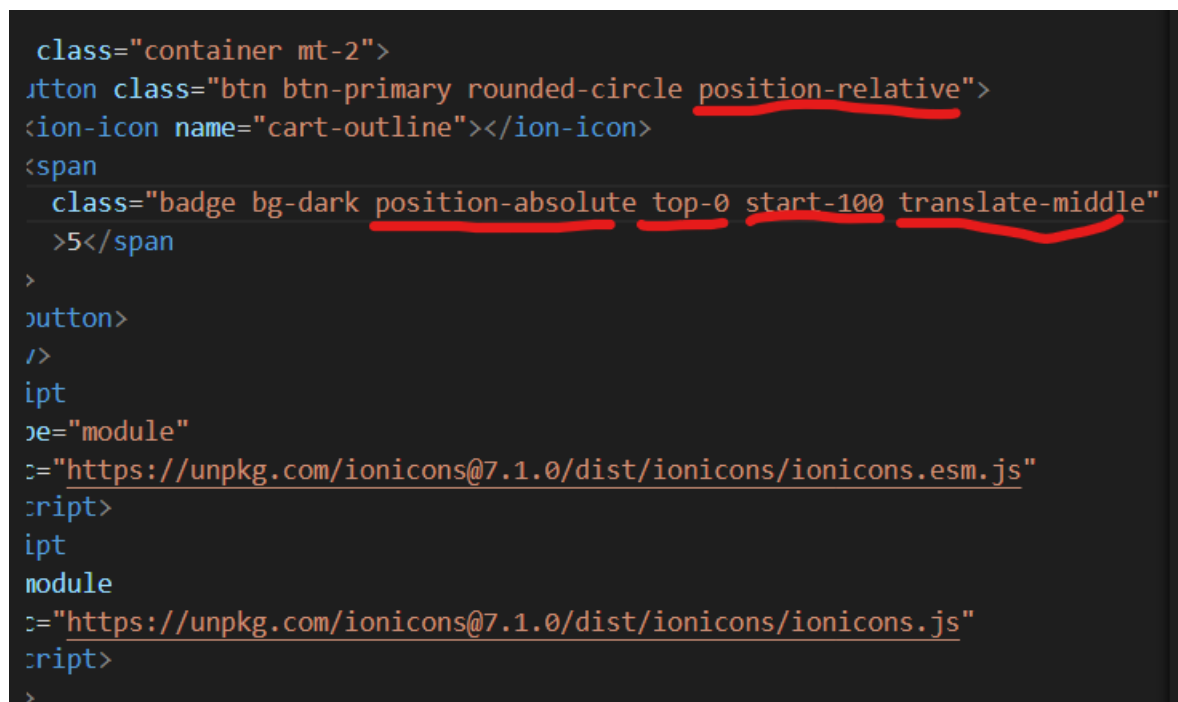 class="container mt-2">
utton class="btn btn-primary rounded-circle position-relative">
<ion-icon name="cart-outline"></ion-icon>
<span
class="badge bg-dark position-absolute top-0 start-100 translate-middle"
>5</span
>
button>
>
ipt
pe="module"
="https://unpkg.com/ionicons@7.1.0/dist/ionicons/ionicons.esm.js"
cript>
ipt
module
="https://unpkg.com/ionicons@7.1.0/dist/ionicons/ionicons.js"
cript>
>